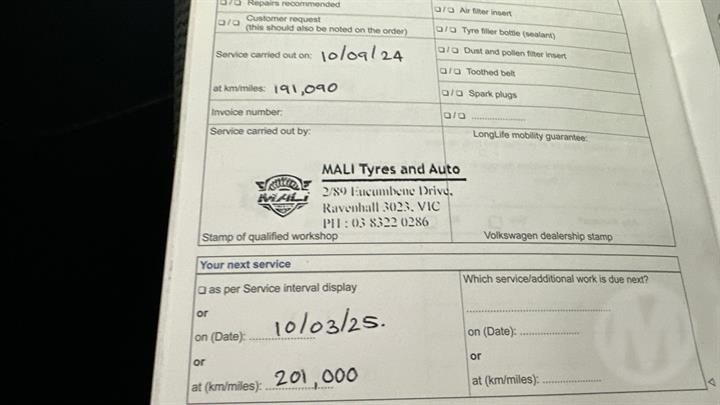 ☐/☐ Repairs recommended
☐/☐ Air filter insert
☐/☐ Customer request
(this should also be noted on the order)
☐/☐ Tyre filler bottle (sealant)
Service carried out on: 10/09/24
☐/☐ Dust and pollen filter insert
☐/☐ Toothed belt
at km/miles: 191,090
☐/☐ Spark plugs
Invoice number:
☐/☐ ....................
Service carried out by:
LongLife mobility guarantee:
MALI Tyres and Auto
MALI
2/89 Eucumbene Drive,
Ravenhall 3023, VIC
PH : 03 8322 0286
Stamp of qualified workshop
Volkswagen dealership stamp
Your next service
☐ as per Service interval display
Which service/additional work is due next?
or
on (Date): 10/03/25.
on (Date): ....................
or
or
at (km/miles): 201,000
at (km/miles): ....................
M